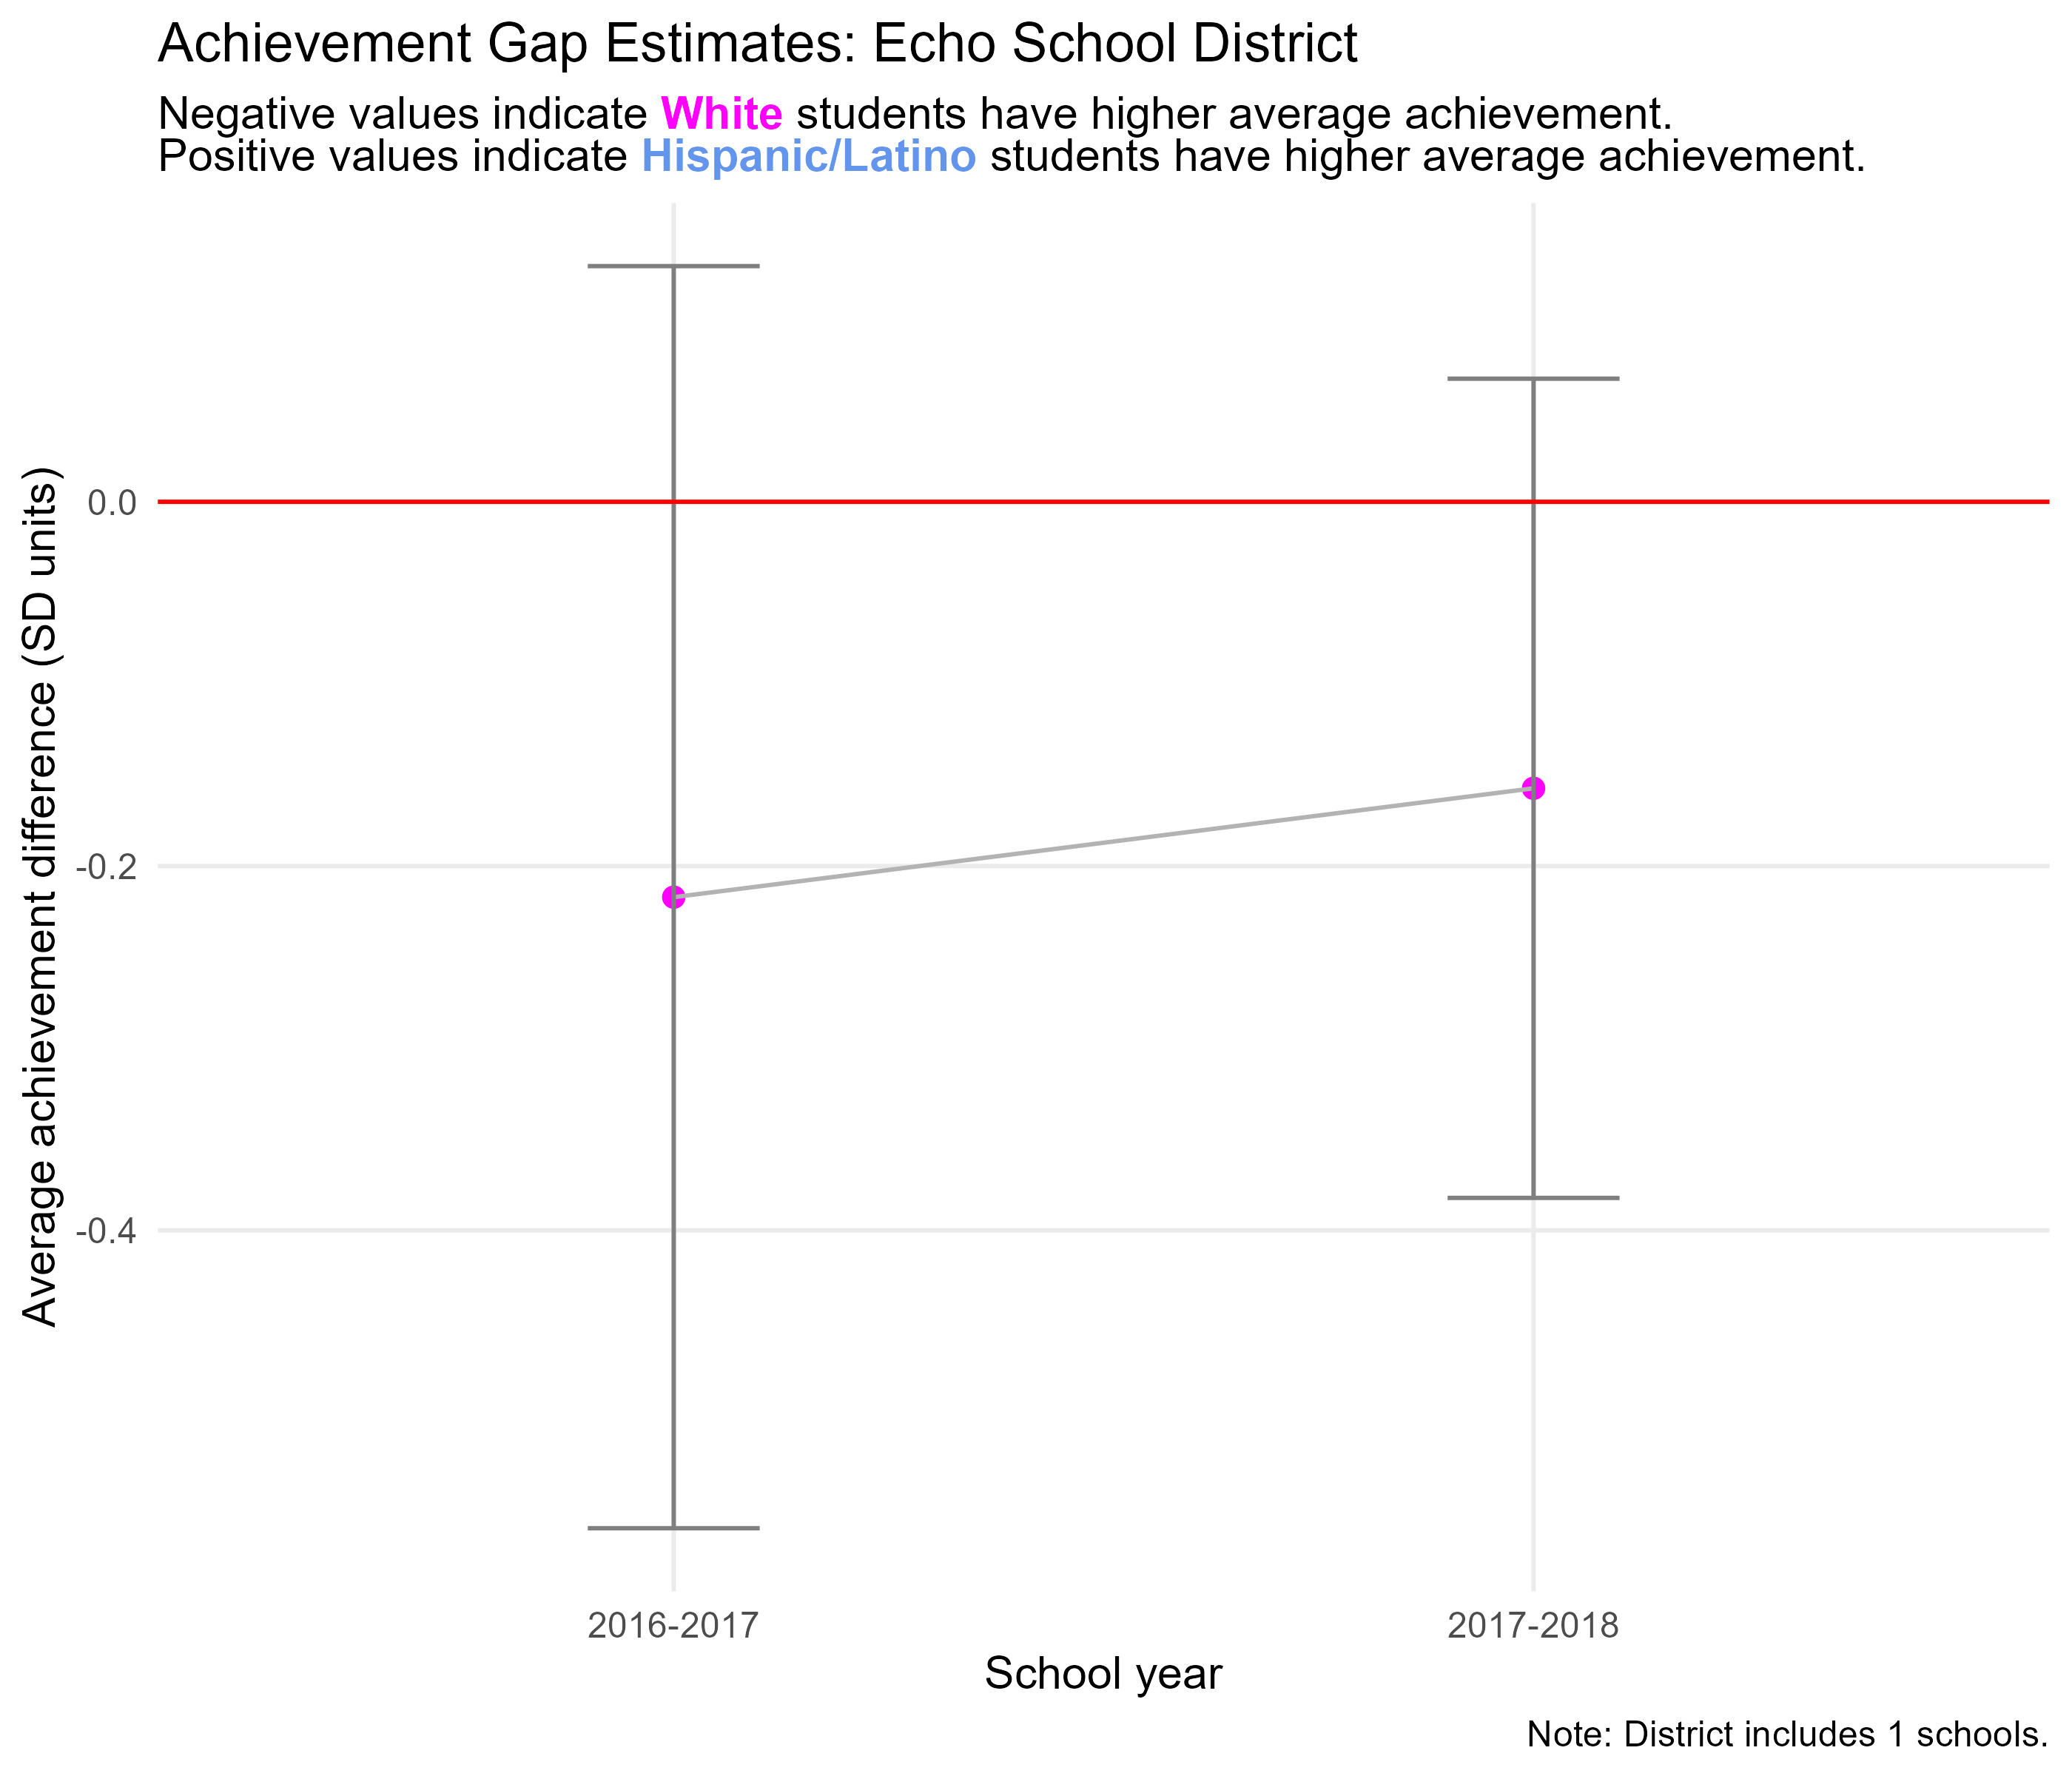 Achievement Gap Estimates: Echo School District
Negative values indicate White students have higher average achievement.
Positive values indicate Hispanic/Latino students have higher average achievement.
Average achievement difference (SD units)
0.0
-0.2
-0.4
2016-2017
2017-2018
School year
Note: District includes 1 schools.